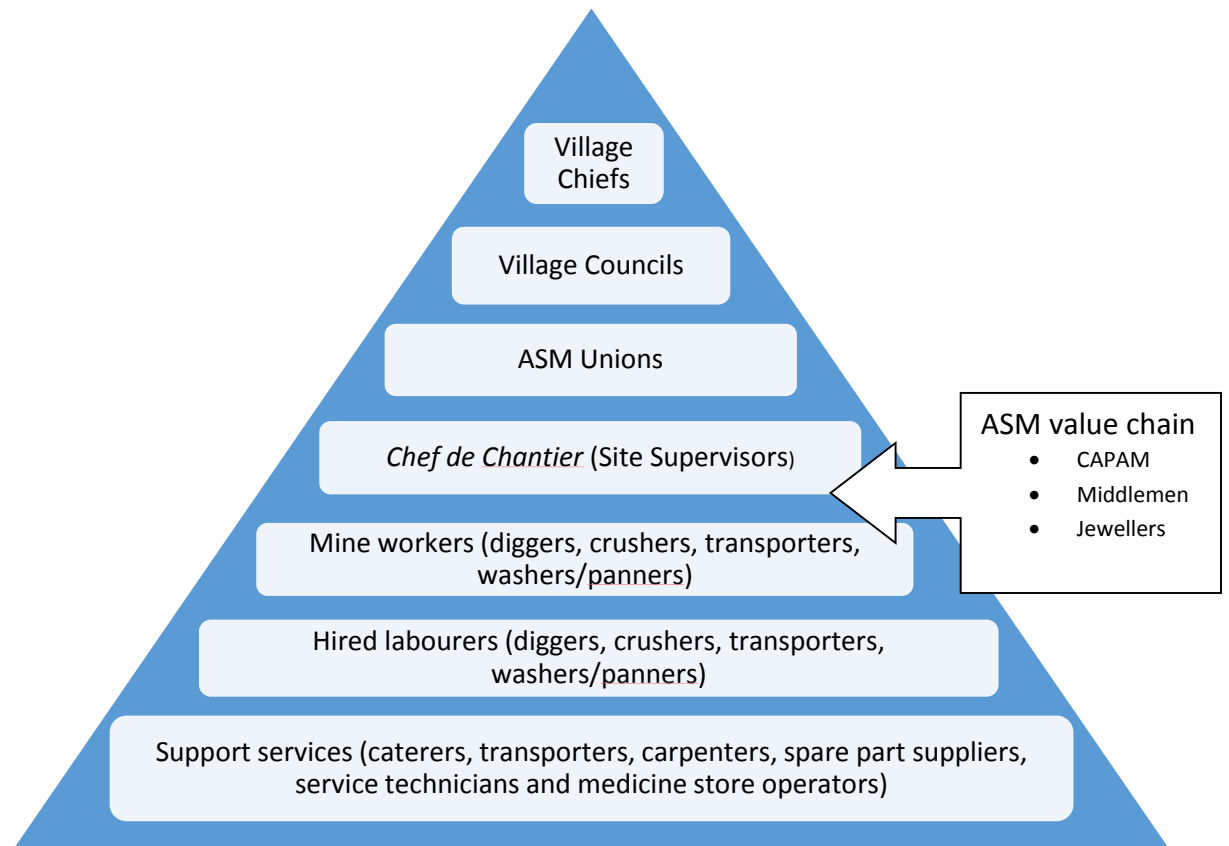 Village
Chiefs
Village Councils
ASM Unions
Chef de Chantier (Site Supervisors)
Mine workers (diggers, crushers, transporters,
washers/panners)
Hired labourers (diggers, crushers, transporters,
washers/panners)
Support services (caterers, transporters, carpenters, spare part suppliers,
service technicians and medicine store operators)
ASM value chain
• CAPAM
• Middlemen
• Jewellers